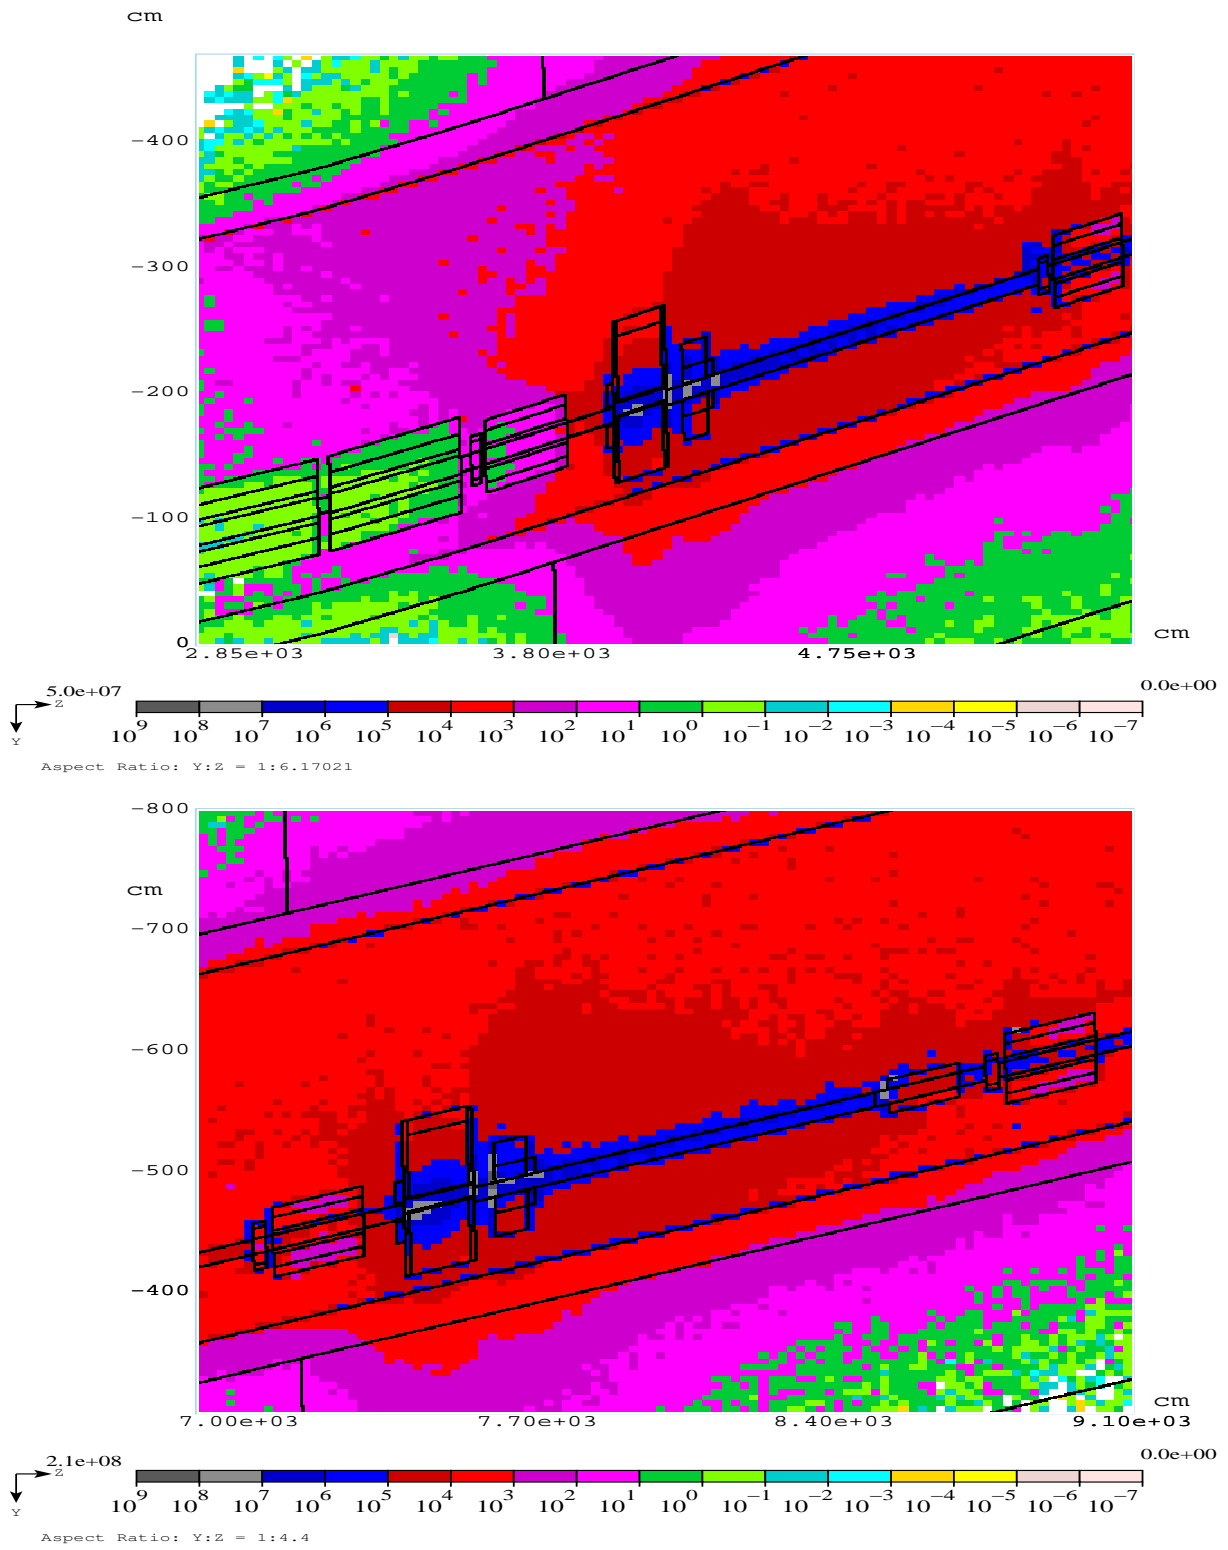 cm
−400
−300
−200
−100
0
cm
2.85e+03 3.80e+03 4.75e+03
5.0e+07 0.0e+00
Z
10^9 10^8 10^7 10^6 10^5 10^4 10^3 10^2 10^1 10^0 10^−1 10^−2 10^−3 10^−4 10^−5 10^−6 10^−7
Y
Aspect Ratio: Y:Z = 1:6.17021
−800
cm
−700
−600
−500
−400
cm
7.00e+03 7.70e+03 8.40e+03 9.10e+03
2.1e+08 0.0e+00
Z
10^9 10^8 10^7 10^6 10^5 10^4 10^3 10^2 10^1 10^0 10^−1 10^−2 10^−3 10^−4 10^−5 10^−6 10^−7
Y
Aspect Ratio: Y:Z = 1:4.4